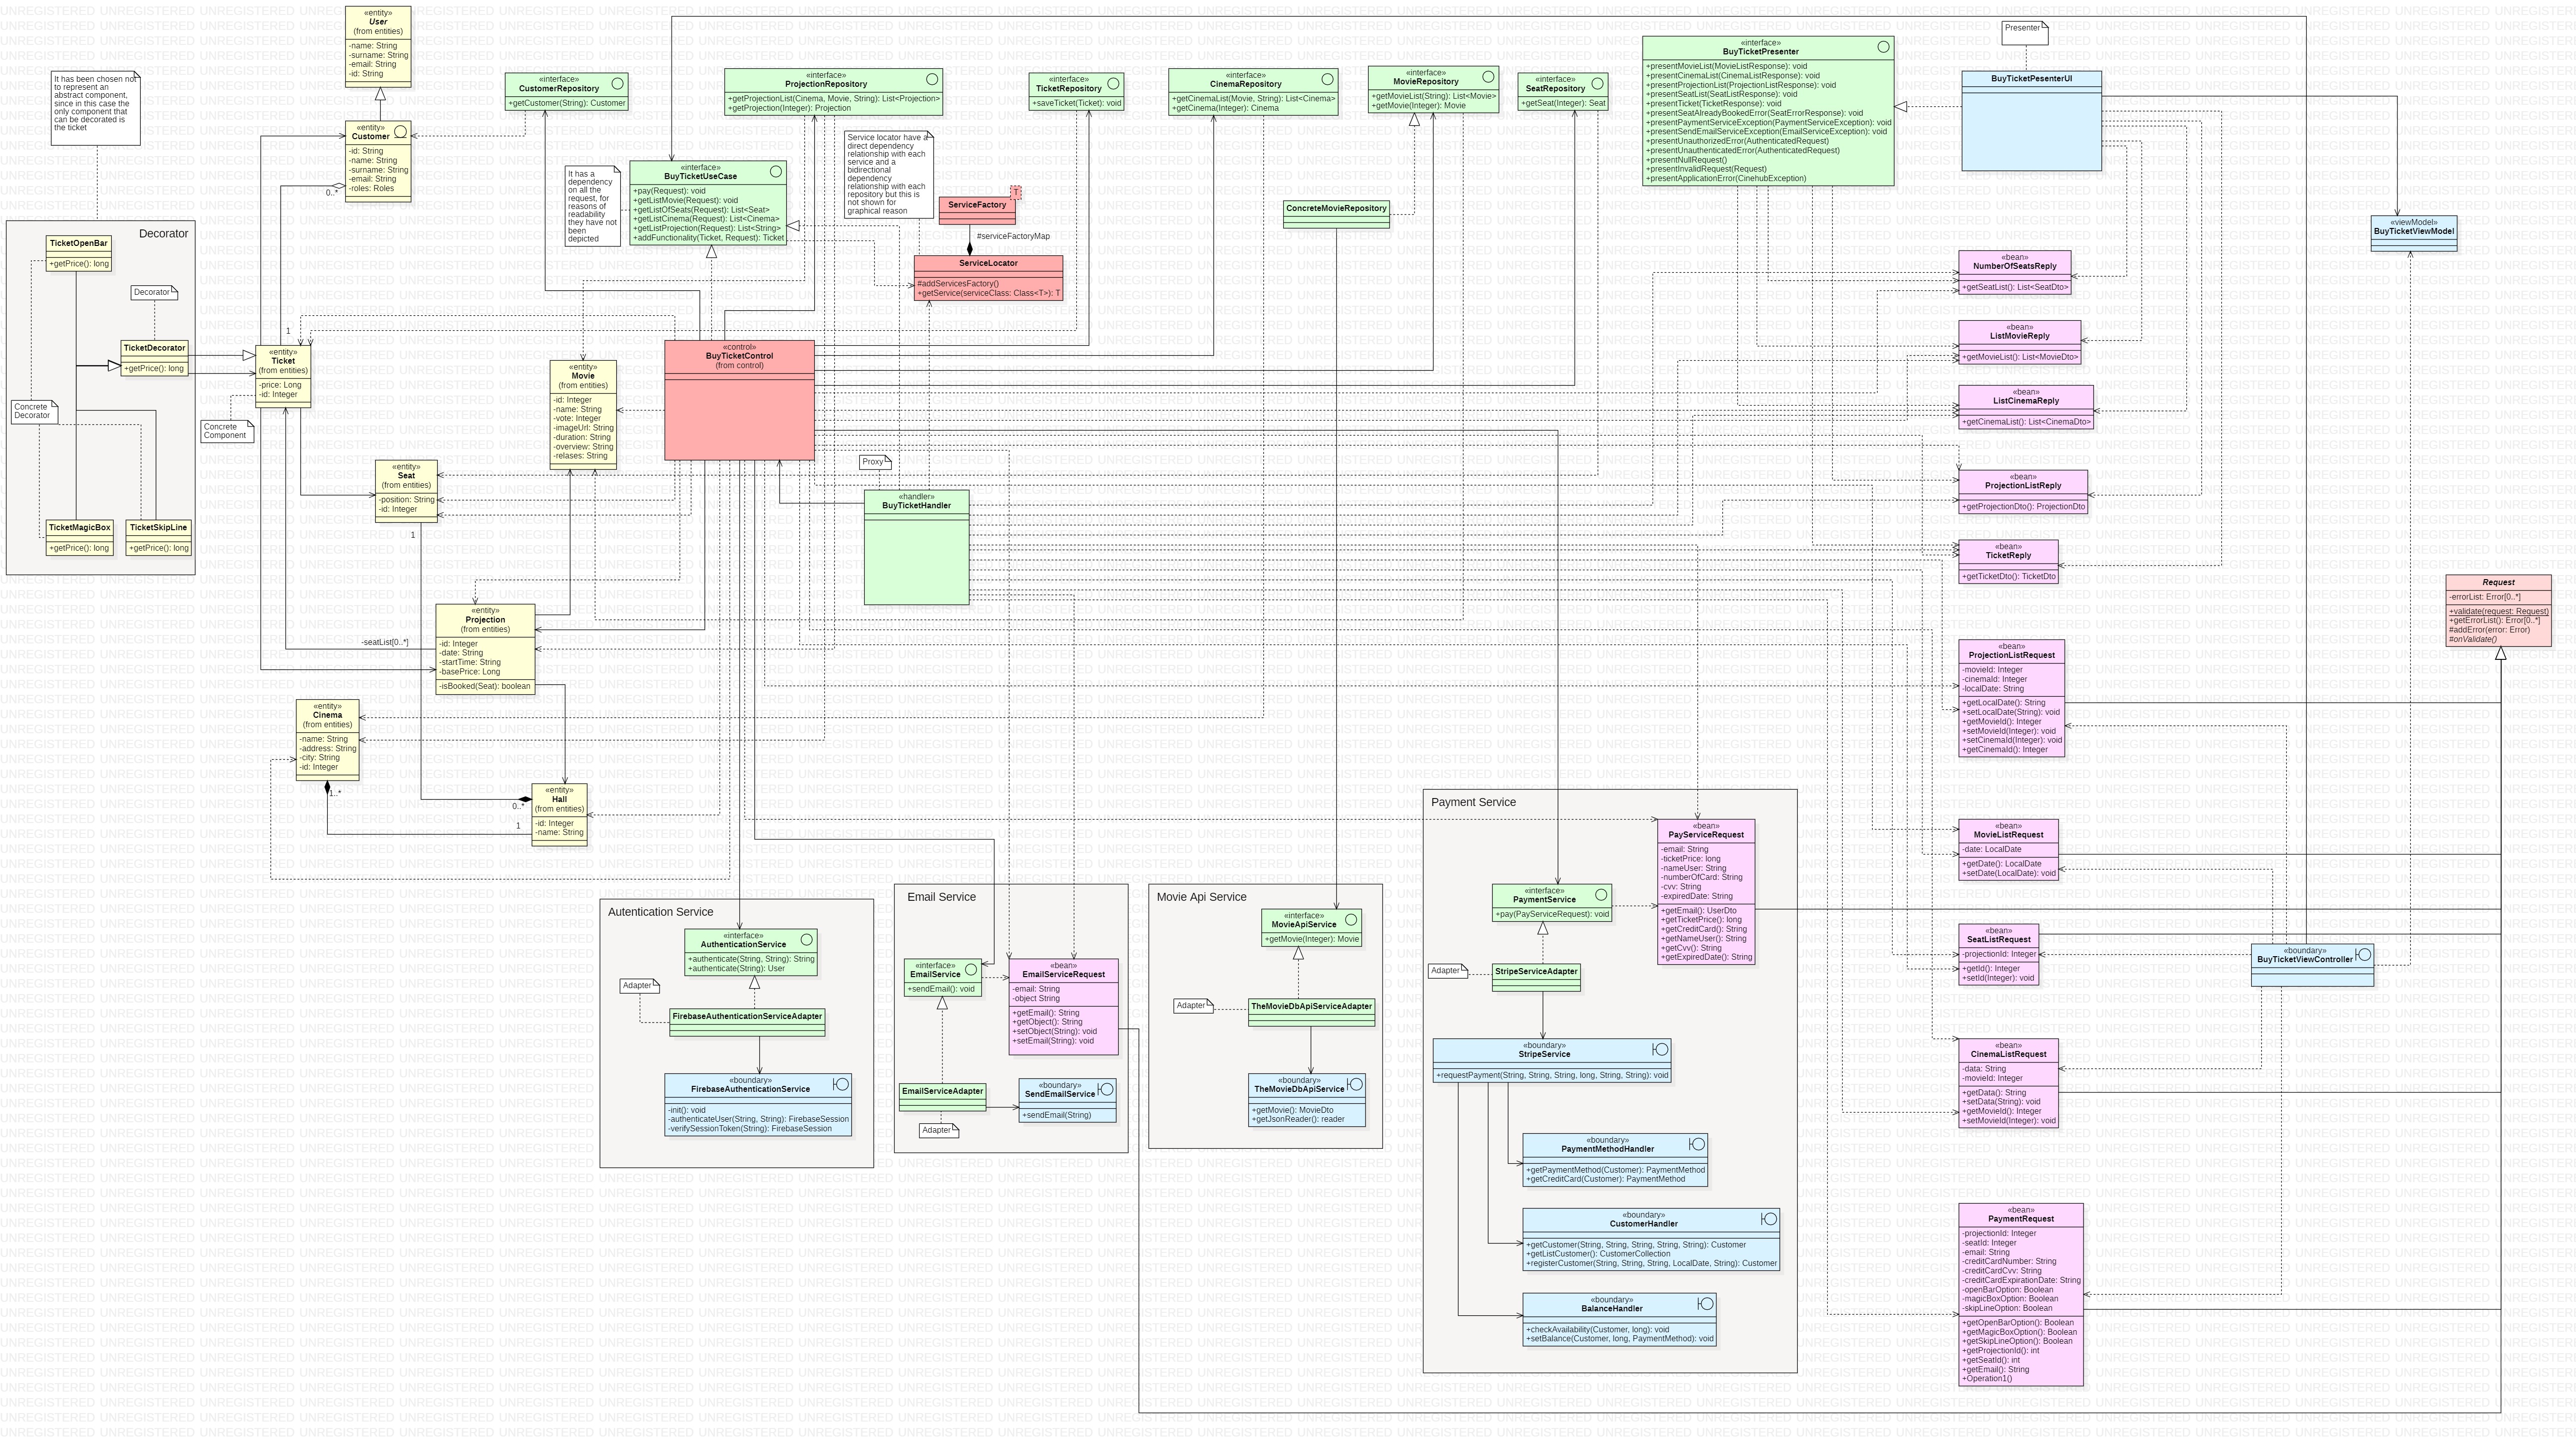 «entity»
User
(from entities)
-name: String
-surname: String
-email: String
-id: String
«entity»
Customer
-id: String
-name: String
-surname: String
-email: String
-roles: Roles
0..*
It has been chosen not
to represent an
abstract component,
since in this case the
only component that
can be decorated is
the ticket
Decorator
TicketOpenBar
+getPrice(): long
Decorator
TicketDecorator
+getPrice(): long
Concrete
Decorator
TicketMagicBox
+getPrice(): long
TicketSkipLine
+getPrice(): long
1
«entity»
Ticket
(from entities)
-price: Long
-id: Integer
Concrete
Component
«entity»
Seat
(from entities)
-position: String
-id: Integer
1
«entity»
Movie
(from entities)
-id: Integer
-name: String
-vote: Integer
-imageUrl: String
-duration: String
-overview: String
-relases: String
«entity»
Projection
(from entities)
-id: Integer
-date: String
-startTime: String
-basePrice: Long
-isBooked(Seat): boolean
-seatList[0..*]
«entity»
Cinema
(from entities)
-name: String
-address: String
-city: String
-id: Integer
1..*
«entity»
Hall
(from entities)
-id: Integer
-name: String
0..*
1
«interface»
CustomerRepository
+getCustomer(String): Customer
«interface»
ProjectionRepository
+getProjectionList(Cinema, Movie, String): List<Projection>
+getProjection(Integer): Projection
«interface»
TicketRepository
+saveTicket(Ticket): void
«interface»
CinemaRepository
+getCinemaList(Movie, String): List<Cinema>
+getCinema(Integer): Cinema
«interface»
MovieRepository
+getMovieList(String): List<Movie>
+getMovie(Integer): Movie
«interface»
SeatRepository
+getSeat(Integer): Seat
It has a
dependency
on all the
request, for
reasons of
readability
they have not
been
depicted
«interface»
BuyTicketUseCase
+pay(Request): void
+getListMovie(Request): void
+getListOfSeats(Request): List<Seat>
+getListCinema(Request): List<Cinema>
+getListProjection(Request): List<String>
+addFunctionality(Ticket, Request): Ticket
Service locator have a
direct dependency
relationship with each
service and a
bidirectional
dependency
relationship with each
repository but this is
not shown for
graphical reason
T
ServiceFactory
#serviceFactoryMap
ServiceLocator
#addServicesFactory()
+getService(serviceClass: Class<T>): T
ConcreteMovieRepository
«control»
BuyTicketControl
(from control)
Proxy
«handler»
BuyTicketHandler
«interface»
BuyTicketPresenter
+presentMovieList(MovieListResponse): void
+presentCinemaList(CinemaListResponse): void
+presentProjectionList(ProjectionListResponse): void
+presentSeatList(SeatListResponse): void
+presentTicket(TicketResponse): void
+presentSeatAlreadyBookedError(SeatErrorResponse): void
+presentPaymentServiceException(PaymentServiceException): void
+presentSendEmailServiceException(EmailServiceException): void
+presentUnauthorizedError(AuthenticatedRequest)
+presentUnauthenticatedError(AuthenticatedRequest)
+presentNullRequest()
+presentInvalidRequest(Request)
+presentApplicationError(CinehubException)
Presenter
BuyTicketPesenterUI
«viewModel»
BuyTicketViewModel
«bean»
NumberOfSeatsReply
+getSeatList(): List<SeatDto>
«bean»
ListMovieReply
+getMovieList(): List<MovieDto>
«bean»
ListCinemaReply
+getCinemaList(): List<CinemaDto>
«bean»
ProjectionListReply
+getProjectionDto(): ProjectionDto
«bean»
TicketReply
+getTicketDto(): TicketDto
Request
-errorList: Error[0..*]
+validate(request: Request)
+getErrorList(): Error[0..*]
#addError(error: Error)
#onValidate()
«bean»
ProjectionListRequest
-movieId: Integer
-cinemaId: Integer
-localDate: String
+getLocalDate(): String
+setLocalDate(String): void
+getMovieId(): Integer
+setMovieId(Integer): void
+setCinemaId(Integer): void
+getCinemaId(): Integer
«bean»
MovieListRequest
-date: LocalDate
+getDate(): LocalDate
+setDate(LocalDate): void
«bean»
SeatListRequest
-projectionId: Integer
+getId(): Integer
+setId(Integer): void
«boundary»
BuyTicketViewController
«bean»
CinemaListRequest
-data: String
-movieId: Integer
+getData(): String
+setData(String): void
+getMovieId(): Integer
+setMovieId(Integer): void
«bean»
PaymentRequest
-projectionId: Integer
-seatId: Integer
-email: String
-creditCardNumber: String
-creditCardCvv: String
-creditCardExpirationDate: String
-openBarOption: Boolean
-magicBoxOption: Boolean
-skipLineOption: Boolean
+getOpenBarOption(): Boolean
+getMagicBoxOption(): Boolean
+getSkipLineOption(): Boolean
+getProjectionId(): int
+getSeatId(): int
+getEmail(): String
+Operation1()
Autentication Service
«interface»
AuthenticationService
+authenticate(String, String): String
+authenticate(String): User
Adapter
FirebaseAuthenticationServiceAdapter
«boundary»
FirebaseAuthenticationService
-init(): void
-authenticateUser(String, String): FirebaseSession
-verifySessionToken(String): FirebaseSession
Email Service
«interface»
EmailService
+sendEmail(): void
«bean»
EmailServiceRequest
-email: String
-object String
+getEmail(): String
+getObject(): String
+setObject(String): void
+setEmail(String): void
EmailServiceAdapter
Adapter
«boundary»
SendEmailService
+sendEmail(String)
Movie Api Service
«interface»
MovieApiService
+getMovie(Integer): Movie
Adapter
TheMovieDbApiServiceAdapter
«boundary»
TheMovieDbApiService
+getMovie(): MovieDto
+getJsonReader(): reader
Payment Service
«bean»
PayServiceRequest
-email: String
-ticketPrice: long
-nameUser: String
-numberOfCard: String
-cvv: String
-expiredDate: String
+getEmail(): UserDto
+getTicketPrice(): long
+getCreditCard(): String
+getNameUser(): String
+getCvv(): String
+getExpiredDate(): String
«interface»
PaymentService
+pay(PayServiceRequest): void
Adapter
StripeServiceAdapter
«boundary»
StripeService
+requestPayment(String, String, String, long, String, String): void
«boundary»
PaymentMethodHandler
+getPaymentMethod(Customer): PaymentMethod
+getCreditCard(Customer): PaymentMethod
«boundary»
CustomerHandler
+getCustomer(String, String, String, String, String): Customer
+getListCustomer(): CustomerCollection
+registerCustomer(String, String, String, LocalDate, String): Customer
«boundary»
BalanceHandler
+checkAvailability(Customer, long): void
+setBalance(Customer, long, PaymentMethod): void
UNREGISTERED